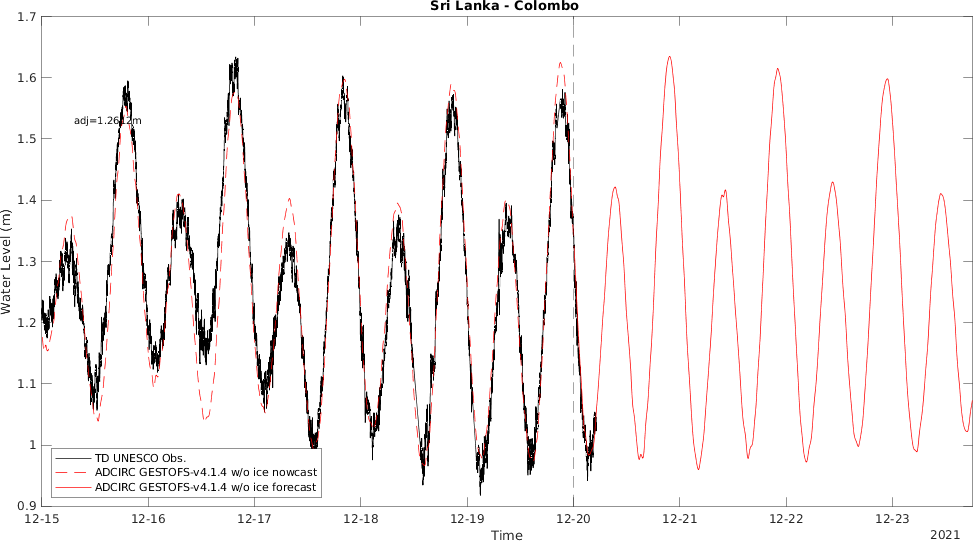 Sri Lanka - Colombo
1.7
1.6
1.5
1.4
1.3
1.2
1.1
1
0.9
Water Level (m)
adj=1.2612m
TD UNESCO Obs.
ADCIRC GESTOFS-v4.1.4 w/o ice nowcast
ADCIRC GESTOFS-v4.1.4 w/o ice forecast
12-15 12-16 12-17 12-18 12-19 12-20 12-21 12-22 12-23
Time
2021